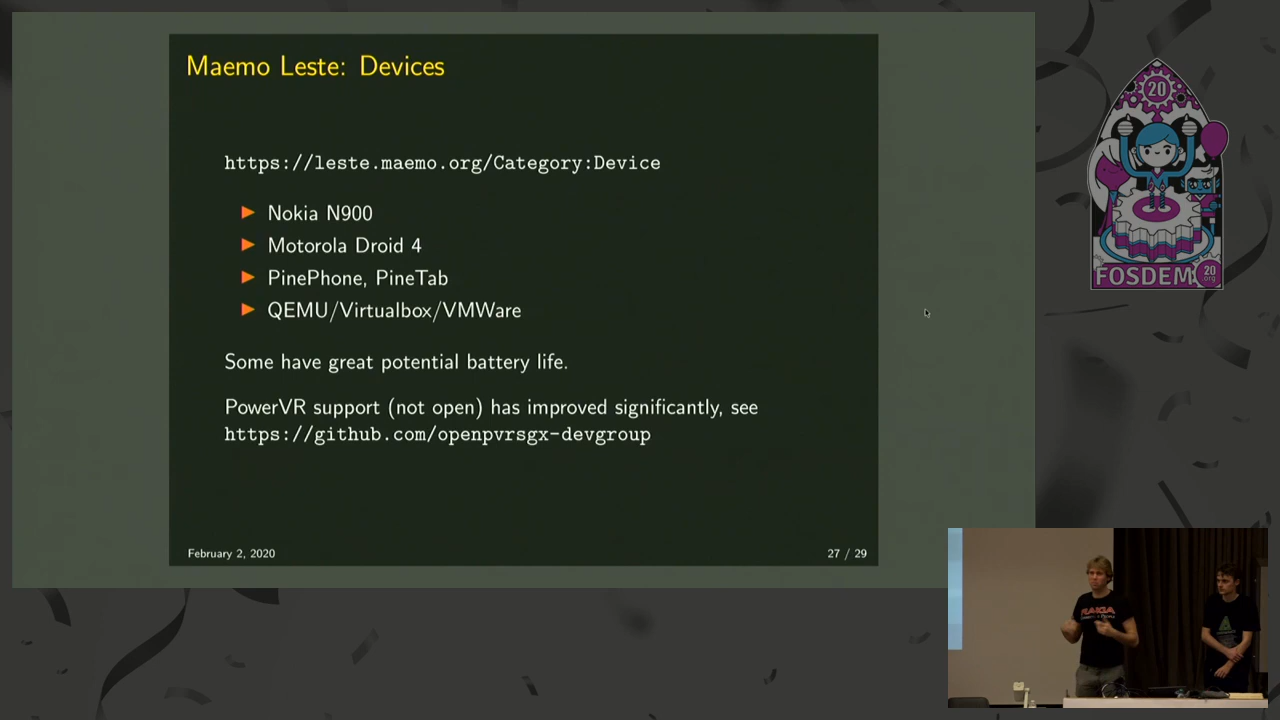 Maemo Leste: Devices
https://leste.maemo.org/Category:Device
Nokia N900
Motorola Droid 4
PinePhone, PineTab
QEMU/Virtualbox/VMWare
Some have great potential battery life.
PowerVR support (not open) has improved significantly, see
https://github.com/openpvrsgx-devgroup
February 2, 2020
27 / 29
20
FOSDEM
20
.org